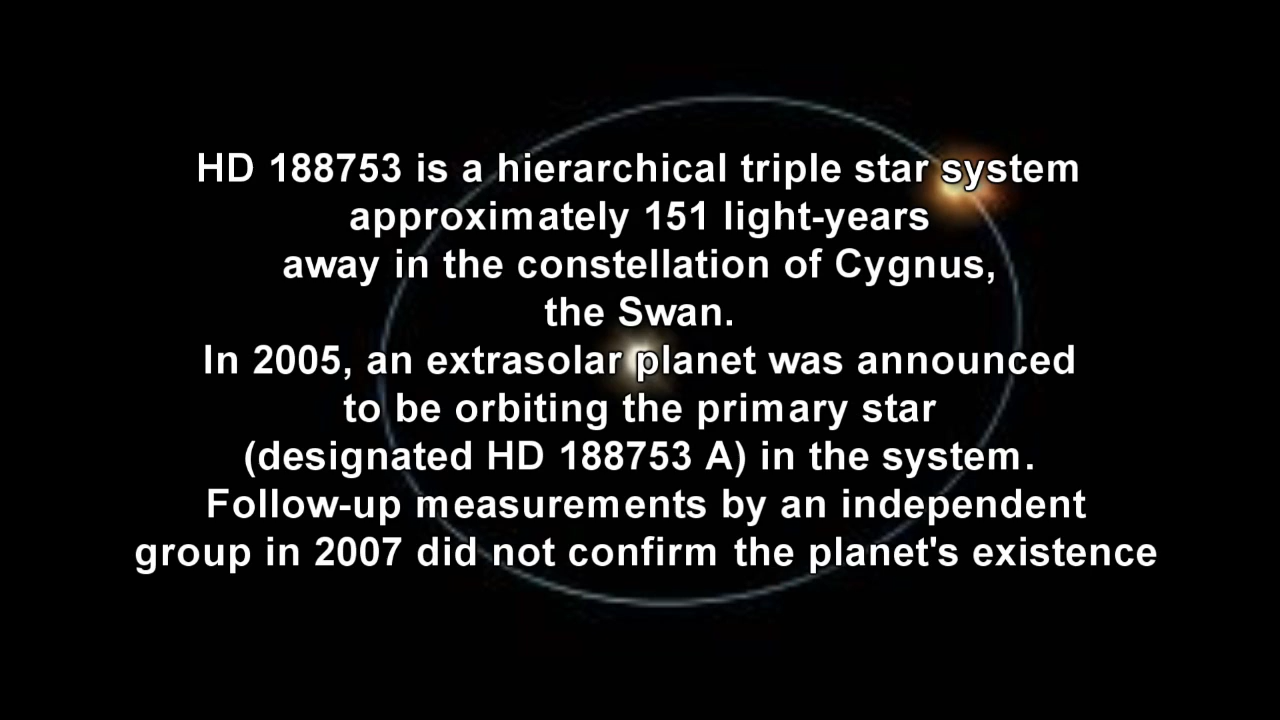 HD 188753 is a hierarchical triple star system
approximately 151 light-years
away in the constellation of Cygnus,
the Swan.
In 2005, an extrasolar planet was announced
to be orbiting the primary star
(designated HD 188753 A) in the system.
Follow-up measurements by an independent
group in 2007 did not confirm the planet's existence